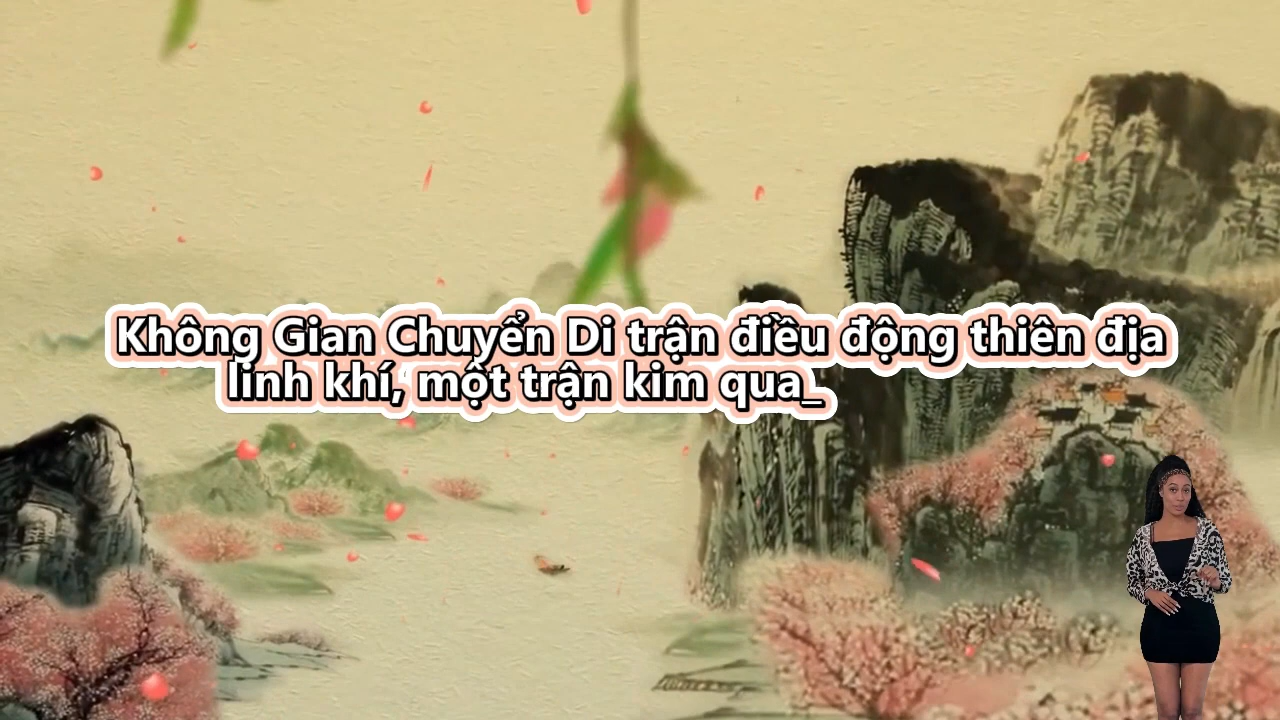 Không Gian Chuyển Di trận điều động thiên địa
linh khí, một trận kim qua_